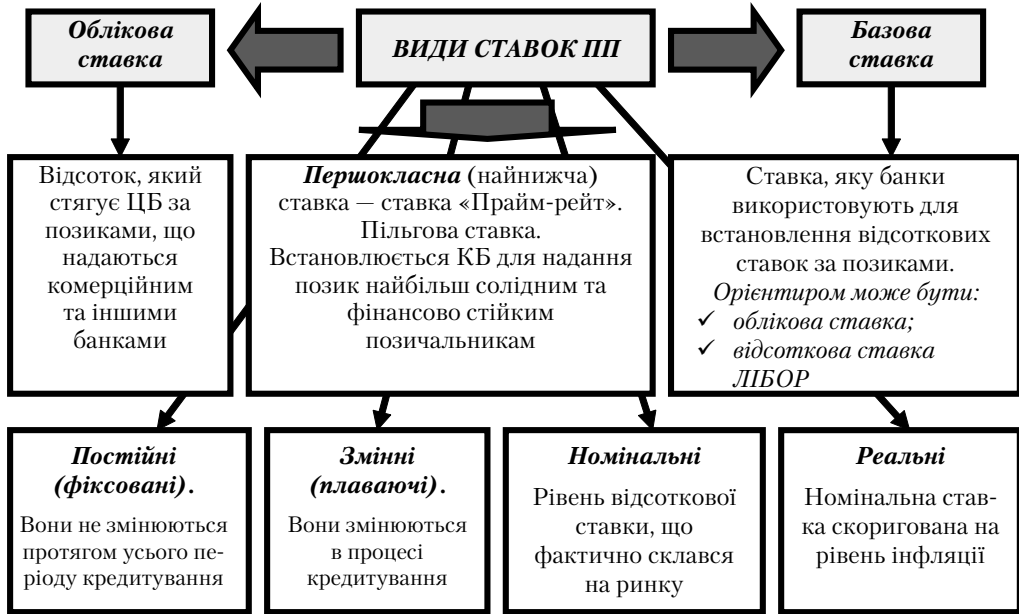 Облікова
ставка
ВИДИ СТАВОК ПП
Базова
ставка
Відсоток, який
стягує ЦБ за
позиками, що
надаються
комерційним
та іншими
банками
Першокласна (найнижча)
ставка — ставка «Прайм-рейт».
Пільгова ставка.
Встановлюється КБ для надання
позик найбільш солідним та
фінансово стійким
позичальникам
Ставка, яку банки
використовують для
встановлення відсоткових
ставок за позиками.
Орієнтиром може бути:
✓ облікова ставка;
✓ відсоткова ставка
ЛІБОР
Постійні
(фіксовані).
Вони не змінюються
протягом усього пе-
ріоду кредитування
Змінні
(плаваючі).
Вони змінюються
в процесі
кредитування
Номінальні
Рівень відсоткової
ставки, що
фактично склався
на ринку
Реальні
Номінальна став-
ка скоригована на
рівень інфляції